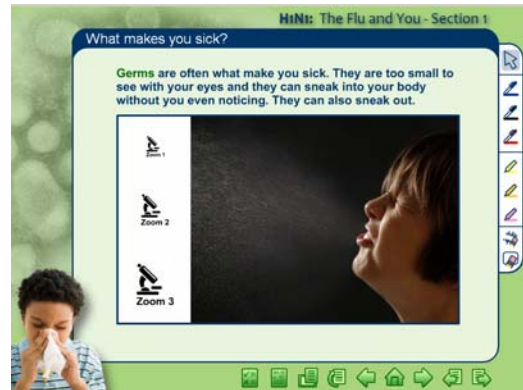 H1N1: The Flu and You - Section 1
What makes you sick?
Germs are often what make you sick. They are too small to
see with your eyes and they can sneak into your body
without you even noticing. They can also sneak out.
Zoom 1
Zoom 2
Zoom 3